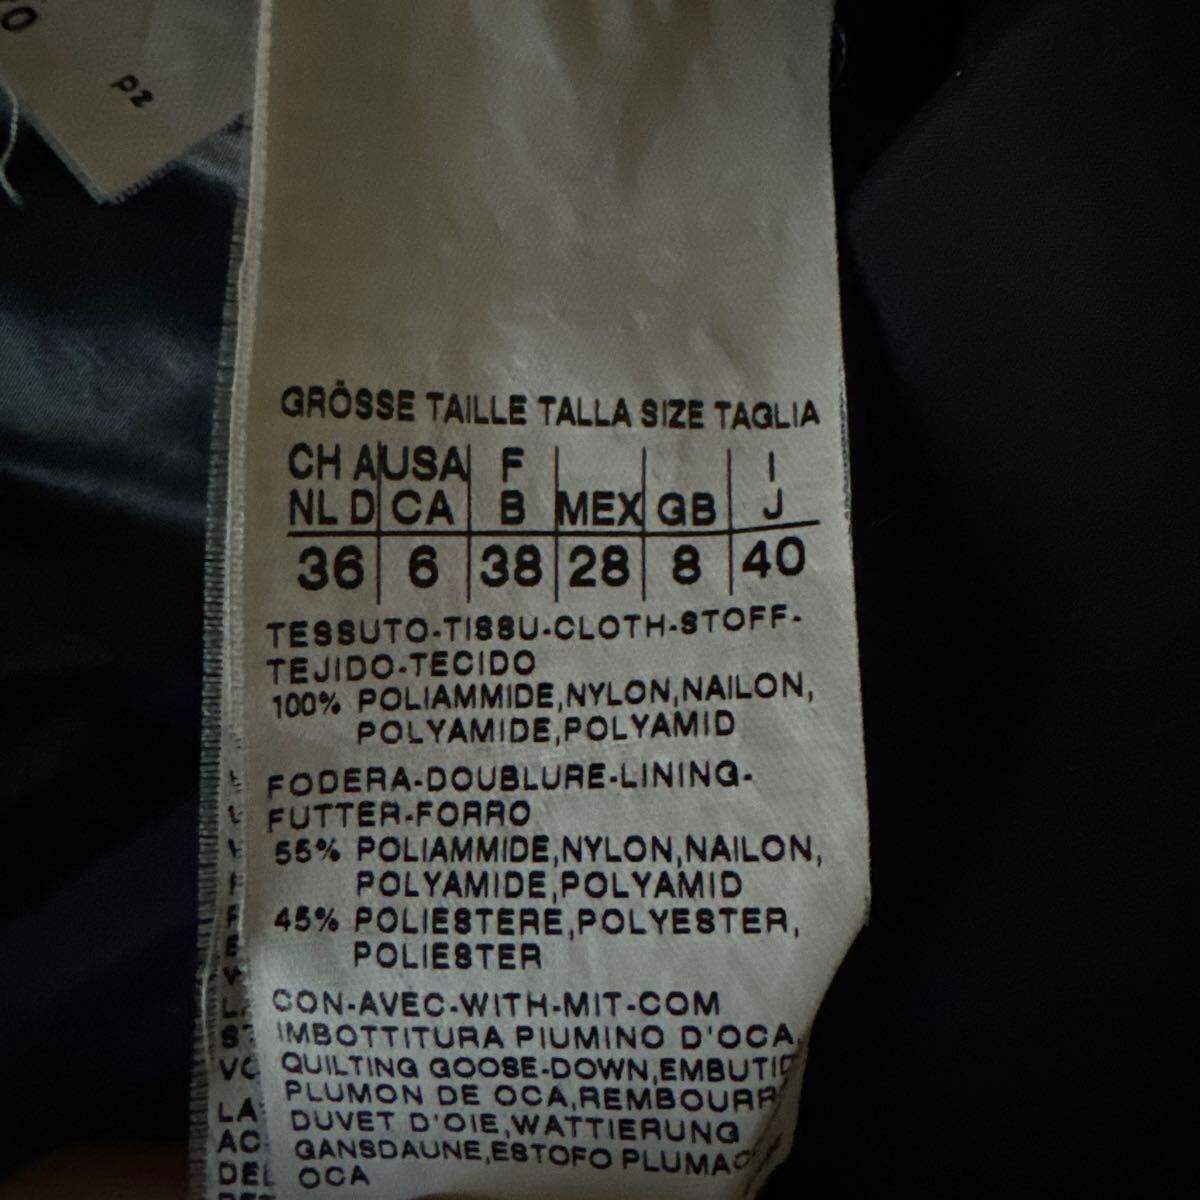 pz
GRÖSSE TAILLE TALLA SIZE TAGLIA
CH A USA F I
NL D CA B MEX GB J
36 6 38 28 8 40
TESSUTO-TISSU-CLOTH-STOFF-
TEJIDO-TECIDO
100% POLIAMMIDE,NYLON,NAILON,
POLYAMIDE,POLYAMID
FODERA-DOUBLURE-LINING-
FUTTER-FORRO
55% POLIAMMIDE,NYLON,NAILON,
POLYAMIDE,POLYAMID
45% POLIESTERE,POLYESTER,
POLIESTER
CON-AVEC-WITH-MIT-COM
IMBOTTITURA PIUMINO D'OCA,
QUILTING GOOSE-DOWN,EMBUTID
PLUMON DE OCA,REMBOURR
DUVET D'OIE,WATTIERUNG
GANSDAUNE,ESTOFO PLUMA
OCA